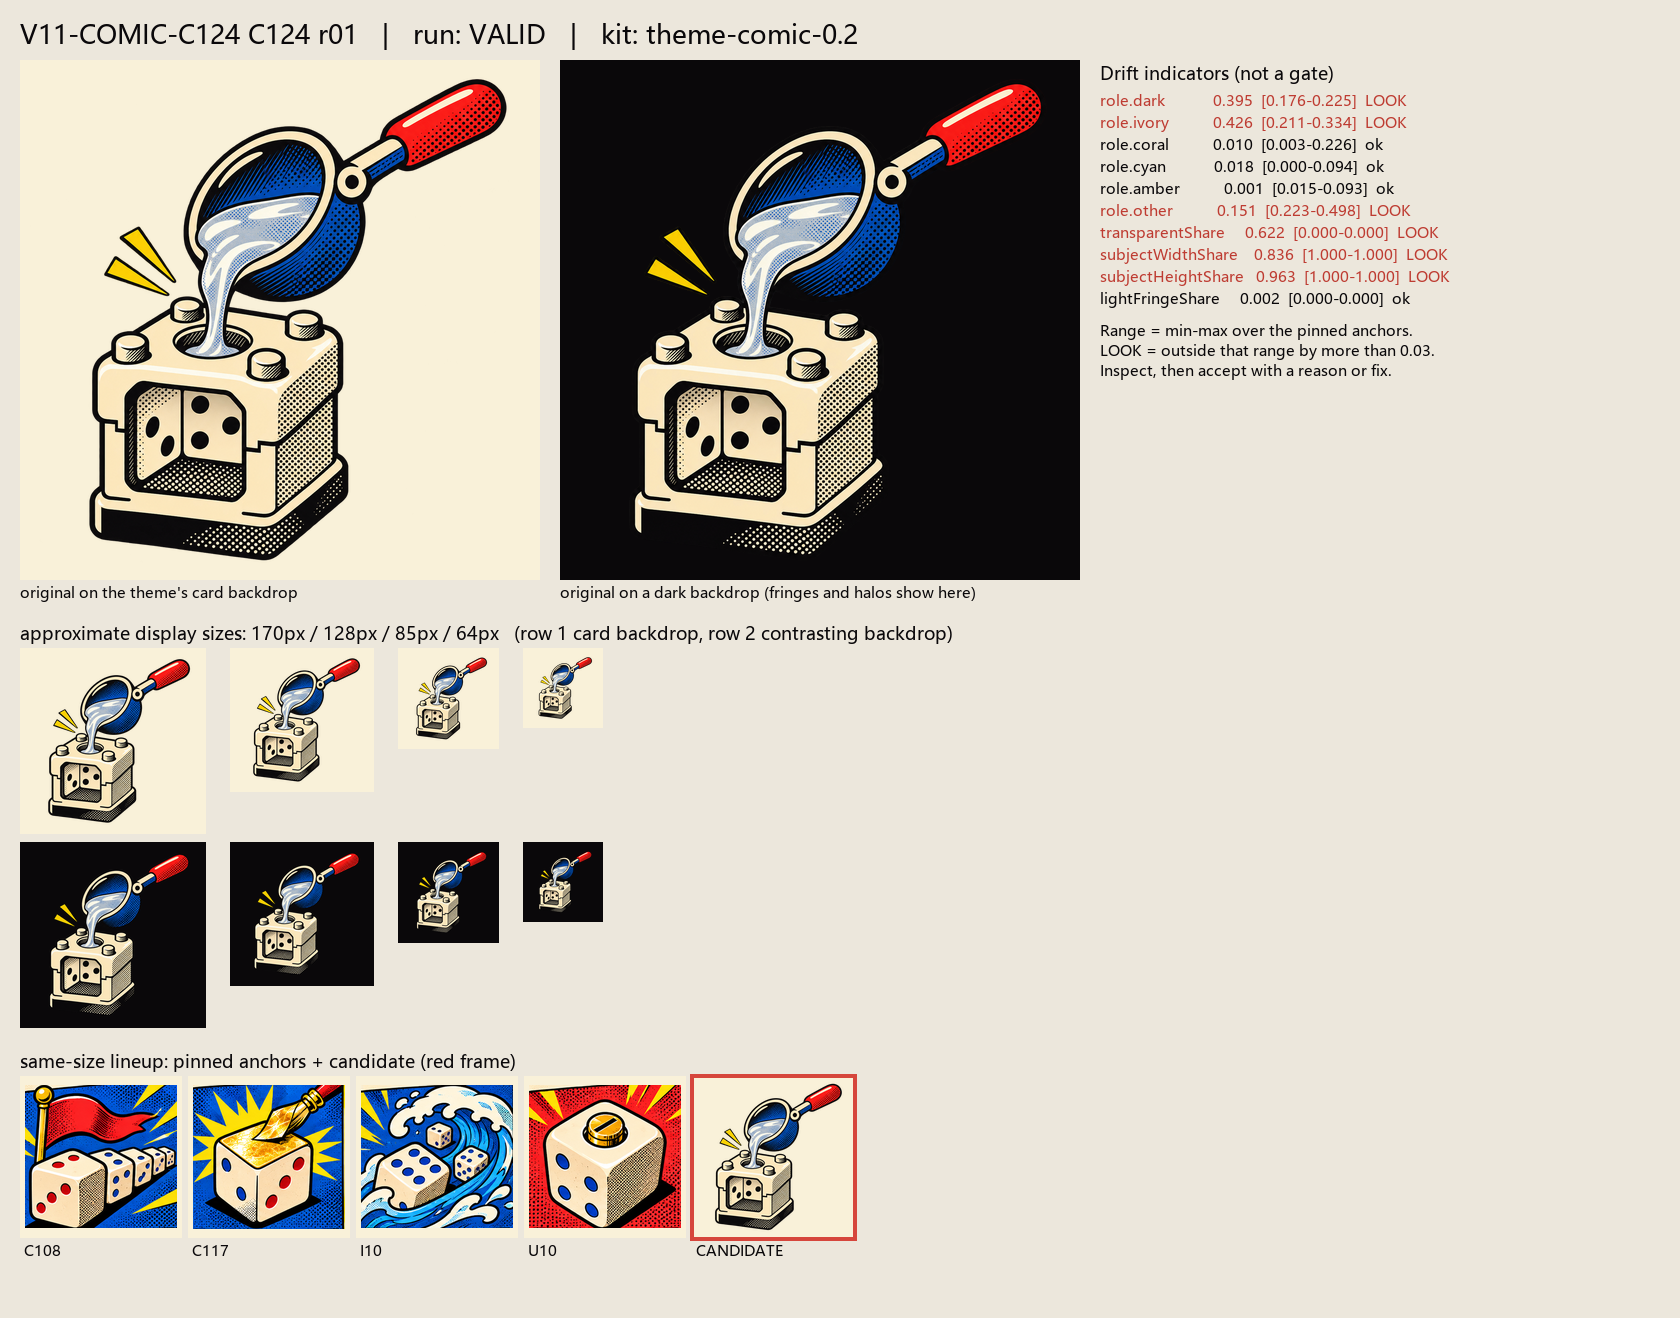 V11-COMIC-C124 C124 r01   |   run: VALID   |   kit: theme-comic-0.2
Drift indicators (not a gate)
role.dark 0.395 [0.176-0.225] LOOK
role.ivory 0.426 [0.211-0.334] LOOK
role.coral 0.010 [0.003-0.226] ok
role.cyan 0.018 [0.000-0.094] ok
role.amber 0.001 [0.015-0.093] ok
role.other 0.151 [0.223-0.498] LOOK
transparentShare 0.622 [0.000-0.000] LOOK
subjectWidthShare 0.836 [1.000-1.000] LOOK
subjectHeightShare 0.963 [1.000-1.000] LOOK
lightFringeShare 0.002 [0.000-0.000] ok
Range = min-max over the pinned anchors.
LOOK = outside that range by more than 0.03.
Inspect, then accept with a reason or fix.
original on the theme's card backdrop
original on a dark backdrop (fringes and halos show here)
approximate display sizes: 170px / 128px / 85px / 64px   (row 1 card backdrop, row 2 contrasting backdrop)
same-size lineup: pinned anchors + candidate (red frame)
C108
C117
I10
U10
CANDIDATE